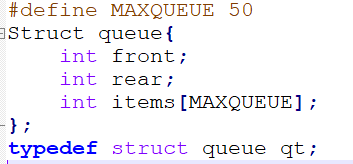 #define MAXQUEUE 50
Struct queue{
int front;
int rear;
int items[MAXQUEUE];
};
typedef struct queue qt;